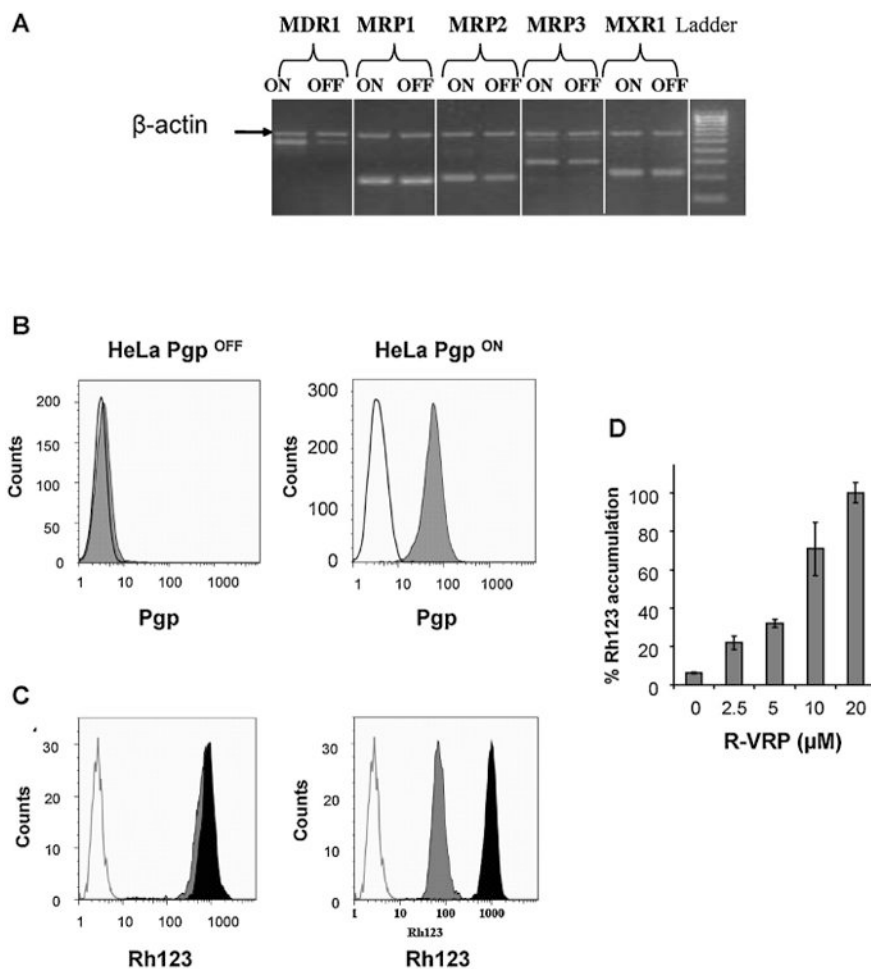 A
MDR1 MRP1 MRP2 MRP3 MXR1 Ladder
ON OFF ON OFF ON OFF ON OFF ON OFF
β-actin
B
HeLa Pgp OFF
HeLa Pgp ON
200
150
100
50
0
Counts
1 10 100 1000
Pgp
300
200
100
0
Counts
1 10 100 1000
Pgp
C
30
20
10
0
Counts
1 10 100 1000
Rh123
30
20
10
0
Counts
1 10 100 1000
Rh123
Rh123
D
100
80
60
40
20
0
% Rh123 accumulation
0 2.5 5 10 20
R-VRP (µM)